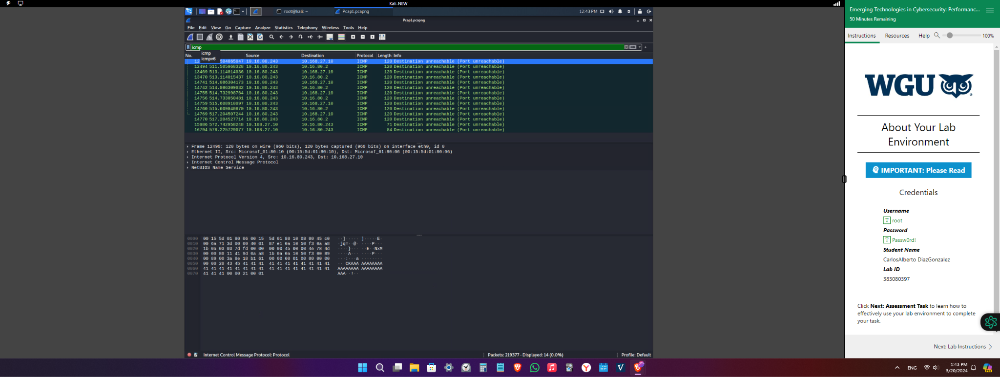 Kali-NEW
root@kali: ~
Pcap1.pcapng
12:43 PM
Pcap1.pcapng
File Edit View Go Capture Analyze Statistics Telephony Wireless Tools Help
icmp
icmp
icmpv6
No. Source Destination Protocol Length Info
12 504865047 10.16.80.243 10.168.27.10 ICMP 120 Destination unreachable (Port unreachable)
12494 511.505068328 10.16.80.243 10.16.80.2 ICMP 120 Destination unreachable (Port unreachable)
13469 513.114014036 10.16.80.243 10.168.27.10 ICMP 120 Destination unreachable (Port unreachable)
13470 513.114015437 10.16.80.243 10.16.80.2 ICMP 120 Destination unreachable (Port unreachable)
14741 514.086304173 10.16.80.243 10.168.27.10 ICMP 120 Destination unreachable (Port unreachable)
14742 514.086309032 10.16.80.243 10.16.80.2 ICMP 120 Destination unreachable (Port unreachable)
14755 514.732998764 10.16.80.243 10.168.27.10 ICMP 120 Destination unreachable (Port unreachable)
14756 514.733050481 10.16.80.243 10.16.80.2 ICMP 120 Destination unreachable (Port unreachable)
14759 515.608910097 10.16.80.243 10.168.27.10 ICMP 120 Destination unreachable (Port unreachable)
14760 515.609040870 10.16.80.243 10.16.80.2 ICMP 120 Destination unreachable (Port unreachable)
14769 517.204507244 10.16.80.243 10.168.27.10 ICMP 120 Destination unreachable (Port unreachable)
14770 517.204527714 10.16.80.243 10.16.80.2 ICMP 120 Destination unreachable (Port unreachable)
15986 572.742958248 10.168.27.10 10.16.80.243 ICMP 71 Destination unreachable (Port unreachable)
16794 578.225729077 10.168.27.10 10.16.80.243 ICMP 84 Destination unreachable (Port unreachable)
Frame 12490: 120 bytes on wire (960 bits), 120 bytes captured (960 bits) on interface eth0, id 0
Ethernet II, Src: Microsof_01:80:10 (00:15:5d:01:80:10), Dst: Microsof_01:80:06 (00:15:5d:01:80:06)
Internet Protocol Version 4, Src: 10.16.80.243, Dst: 10.168.27.10
Internet Control Message Protocol
NetBIOS Name Service
0000 00 15 5d 01 80 06 00 15 5d 01 80 10 08 00 45 c0 ··]····· ]·····E·
0010 00 6a 71 3d 00 00 40 01 87 e1 0a 10 50 f3 0a a8 ·jq=··@· ····P···
0020 1b 0a 03 03 7d fd 00 00 00 00 45 00 00 4e 78 4d ····}··· ··E··NxM
0030 00 00 80 11 41 9d 0a a8 1b 0a 0a 10 50 f3 00 89 ····A··· ····P···
0040 00 89 00 3a 8e 18 b1 61 00 00 00 01 00 00 00 00 ···:···a ········
0050 00 00 20 43 4b 41 41 41 41 41 41 41 41 41 41 41 ·· CKAAA AAAAAAAA
0060 41 41 41 41 41 41 41 41 41 41 41 41 41 41 41 41 AAAAAAAA AAAAAAAA
0070 41 41 41 00 00 21 00 01 AAA··!··
Internet Control Message Protocol: Protocol
Packets: 219377 · Displayed: 14 (0.0%)
Profile: Default
Emerging Technologies in Cybersecurity: Performanc...
50 Minutes Remaining
Instructions Resources Help 100%
WGU
About Your Lab
Environment
IMPORTANT: Please Read
Credentials
Username
T root
Password
T Passw0rd!
Student Name
CarlosAlberto DiazGonzalez
Lab ID
383080397
Click Next: Assessment Task to learn how to
effectively use your lab environment to complete
your task.
Next: Lab Instructions
ENG
1:43 PM
3/20/2024